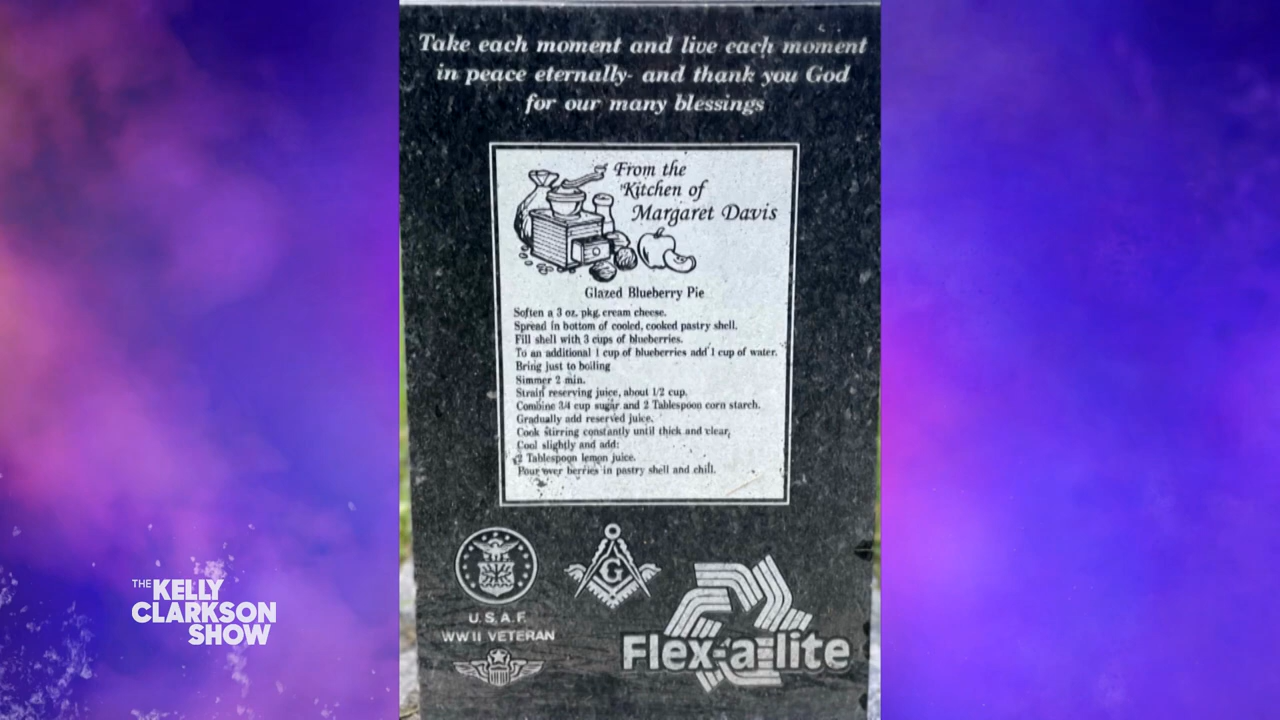 Take each moment and live each moment
in peace eternally- and thank you God
for our many blessings
From the
Kitchen of
Margaret Davis
Glazed Blueberry Pie
Soften a 3 oz. pkg. cream cheese.
Spread in bottom of cooled, cooked pastry shell.
Fill shell with 3 cups of blueberries.
To an additional 1 cup of blueberries add 1 cup of water.
Bring just to boiling
Simmer 2 min.
Strain reserving juice, about 1/2 cup.
Combine 3/4 cup sugar and 2 Tablespoon corn starch.
Gradually add reserved juice.
Cook stirring constantly until thick and clear,
Cool slightly and add:
2 Tablespoon lemon juice.
Pour over berries in pastry shell and chill.
G
U.S.A.F.
WW II VETERAN
Flex-a-lite
THE KELLY
CLARKSON
SHOW